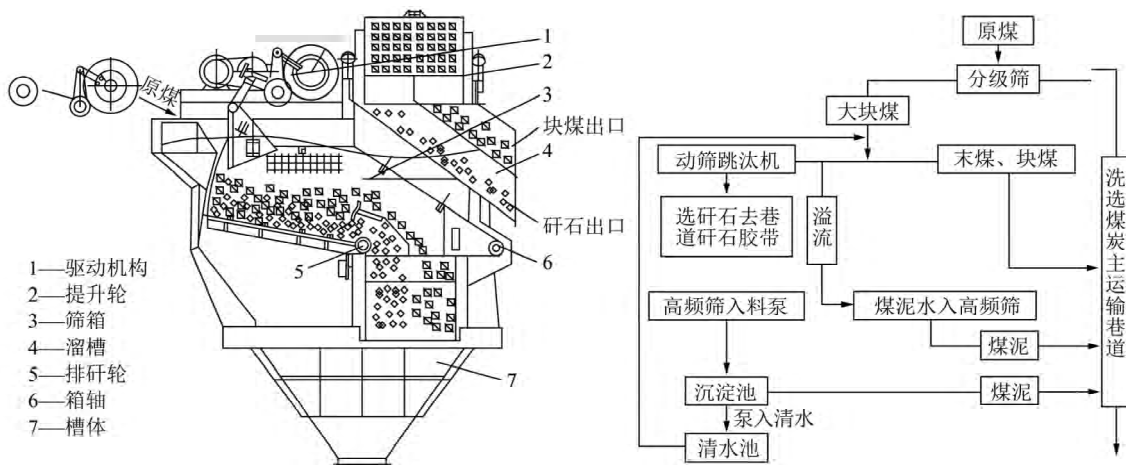 原煤
1
2
3
块煤出口
4
矸石出口
5
6
7
1—驱动机构
2—提升轮
3—筛箱
4—溜槽
5—排矸轮
6—箱轴
7—槽体
原煤
分级筛
大块煤
动筛跳汰机
末煤、块煤
选矸石去巷
道矸石胶带
溢流
洗选煤炭主运输巷道
高频筛入料泵
煤泥水入高频筛
煤泥
沉淀池
煤泥
泵入清水
清水池